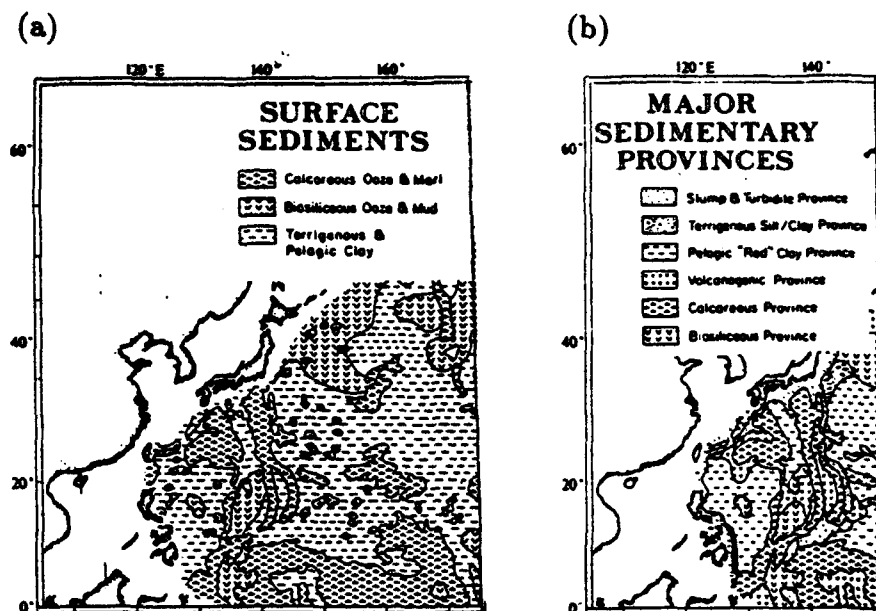 (a)
120°E 140° 160°
SURFACE
SEDIMENTS
Calcareous Ooze & Marl
Biosiliceous Ooze & Mud
Terrigenous &
Pelagic Clay
60°
40°
20°
0°
(b)
120°E 140°
MAJOR
SEDIMENTARY
PROVINCES
Slump & Turbidite Province
Terrigenous Silt/Clay Province
Pelagic "Red" Clay Province
Volcanogenic Province
Calcareous Province
Biosiliceous Province
60°
40°
20°
0°